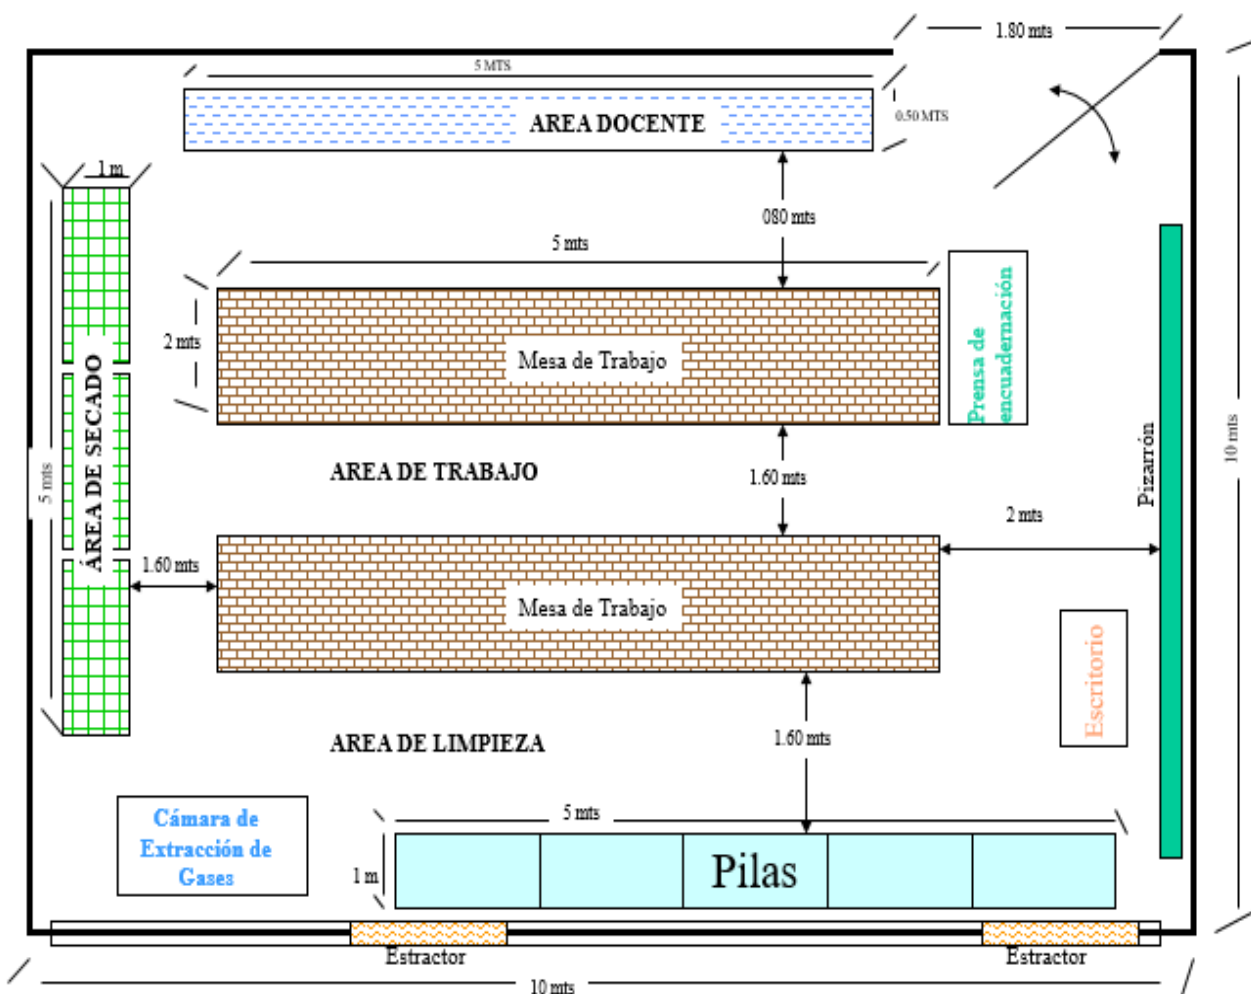 1.80 mts
5 MTS
0.50 MTS
AREA DOCENTE
1 m
080 mts
5 mts
2 mts
Mesa de Trabajo
Prensa de
encuadernación
ÁREA DE SECADO
5 mts
AREA DE TRABAJO
1.60 mts
Pizarrón
10 mts
2 mts
1.60 mts
Mesa de Trabajo
Escritorio
AREA DE LIMPIEZA
1.60 mts
Cámara de
Extracción de
Gases
5 mts
1 m
Pilas
Estractor
Estractor
10 mts